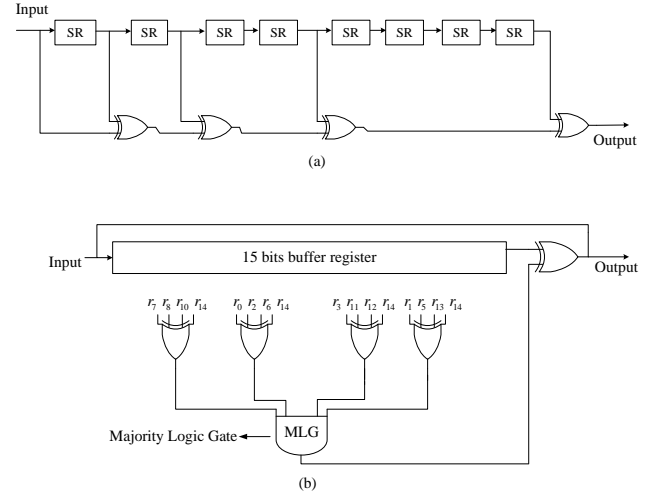 Input
SR SR SR SR SR SR SR SR
Output
(a)
Input
15 bits buffer register
Output
r7 r8 r10 r14 r0 r2 r6 r14 r3 r11 r12 r14 r1 r5 r13 r14
MLG
Majority Logic Gate
(b)